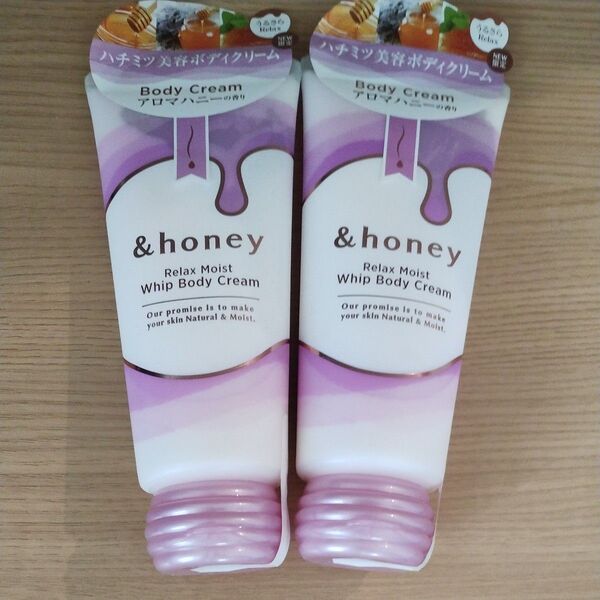 うるさら
Relax
NEW
限定
ハチミツ美容ボディクリーム
Body Cream
アロマハニーの香り
&honey
Relax Moist
Whip Body Cream
Our promise is to make
your skin Natural & Moist.
うるさら
Relax
NEW
限定
ハチミツ美容ボディクリーム
Body Cream
アロマハニーの香り
&honey
Relax Moist
Whip Body Cream
Our promise is to make
your skin Natural & Moist.